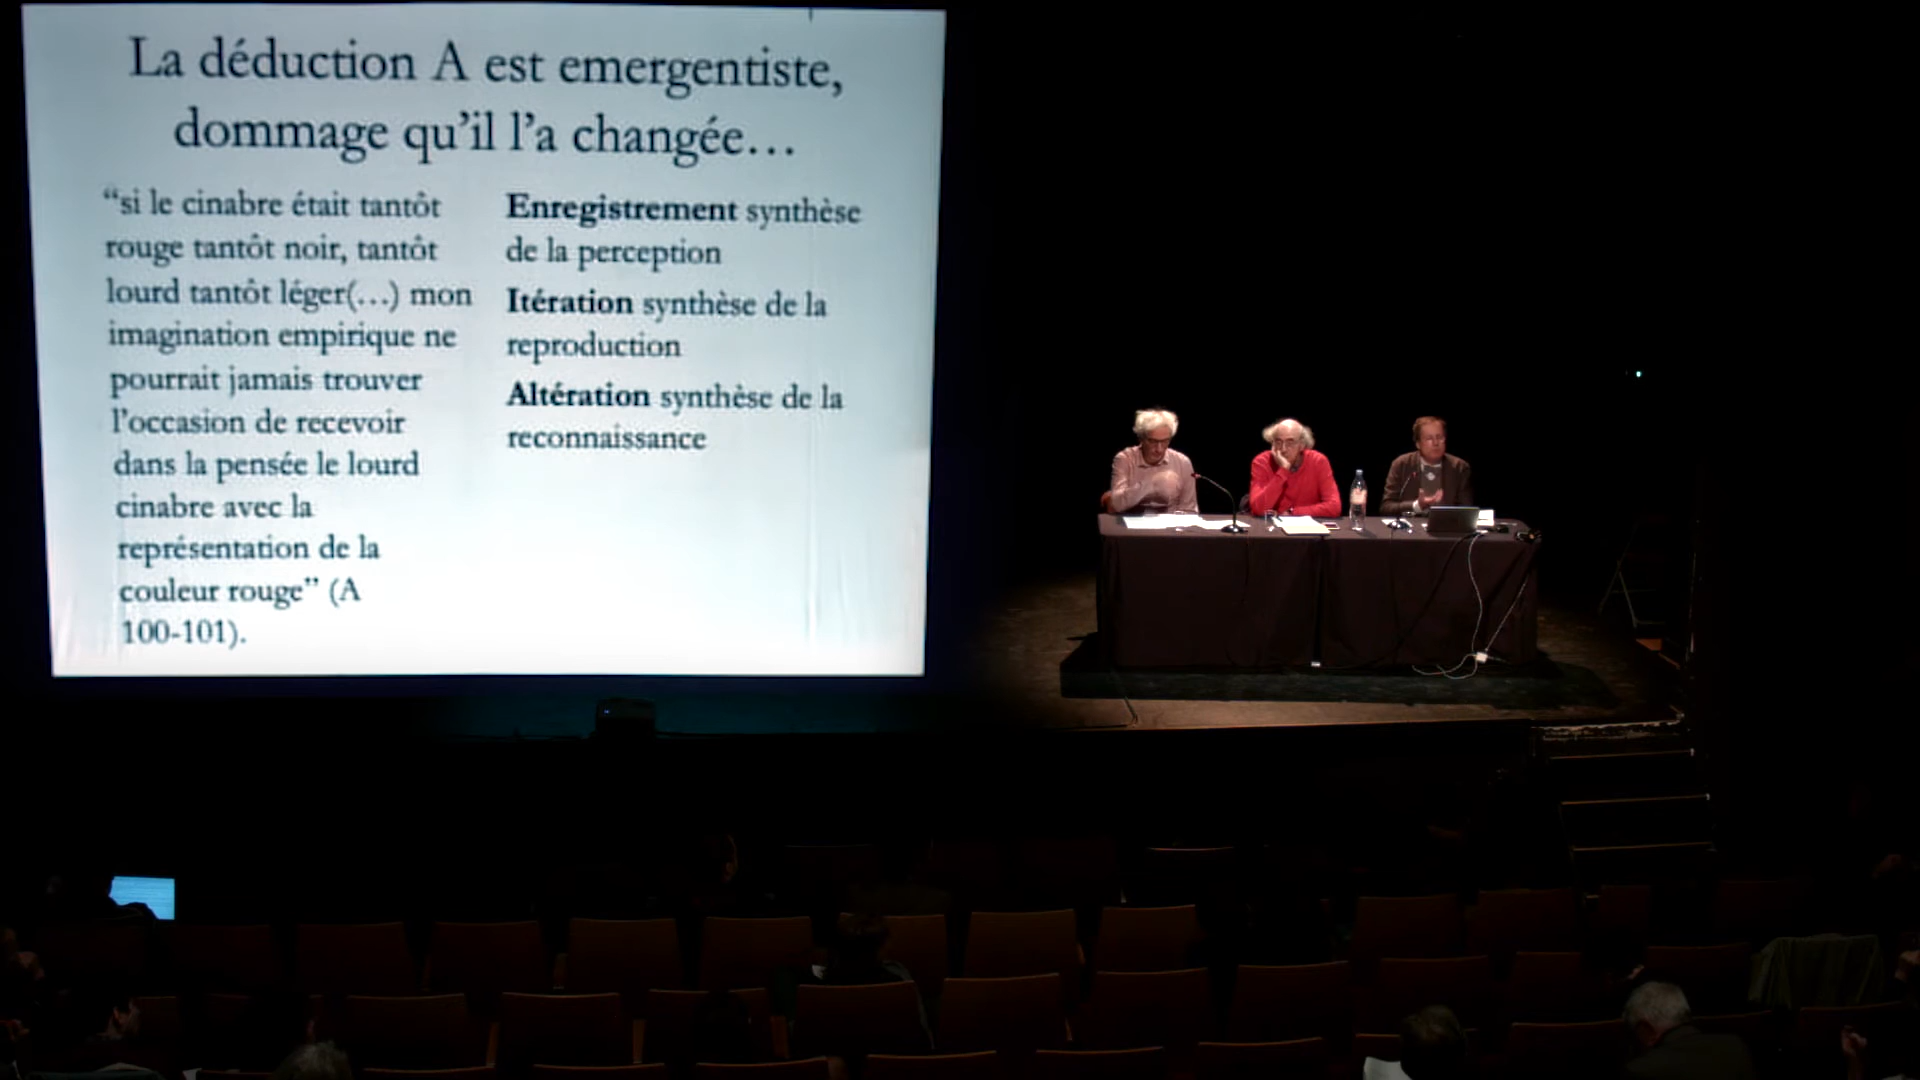 La déduction A est emergentiste,
dommage qu'il l'a changée…
“si le cinabre était tantôt
rouge tantôt noir, tantôt
lourd tantôt léger(…) mon
imagination empirique ne
pourrait jamais trouver
l'occasion de recevoir
dans la pensée le lourd
cinabre avec la
représentation de la
couleur rouge” (A
100-101).
Enregistrement synthèse
de la perception
Itération synthèse de la
reproduction
Altération synthèse de la
reconnaissance